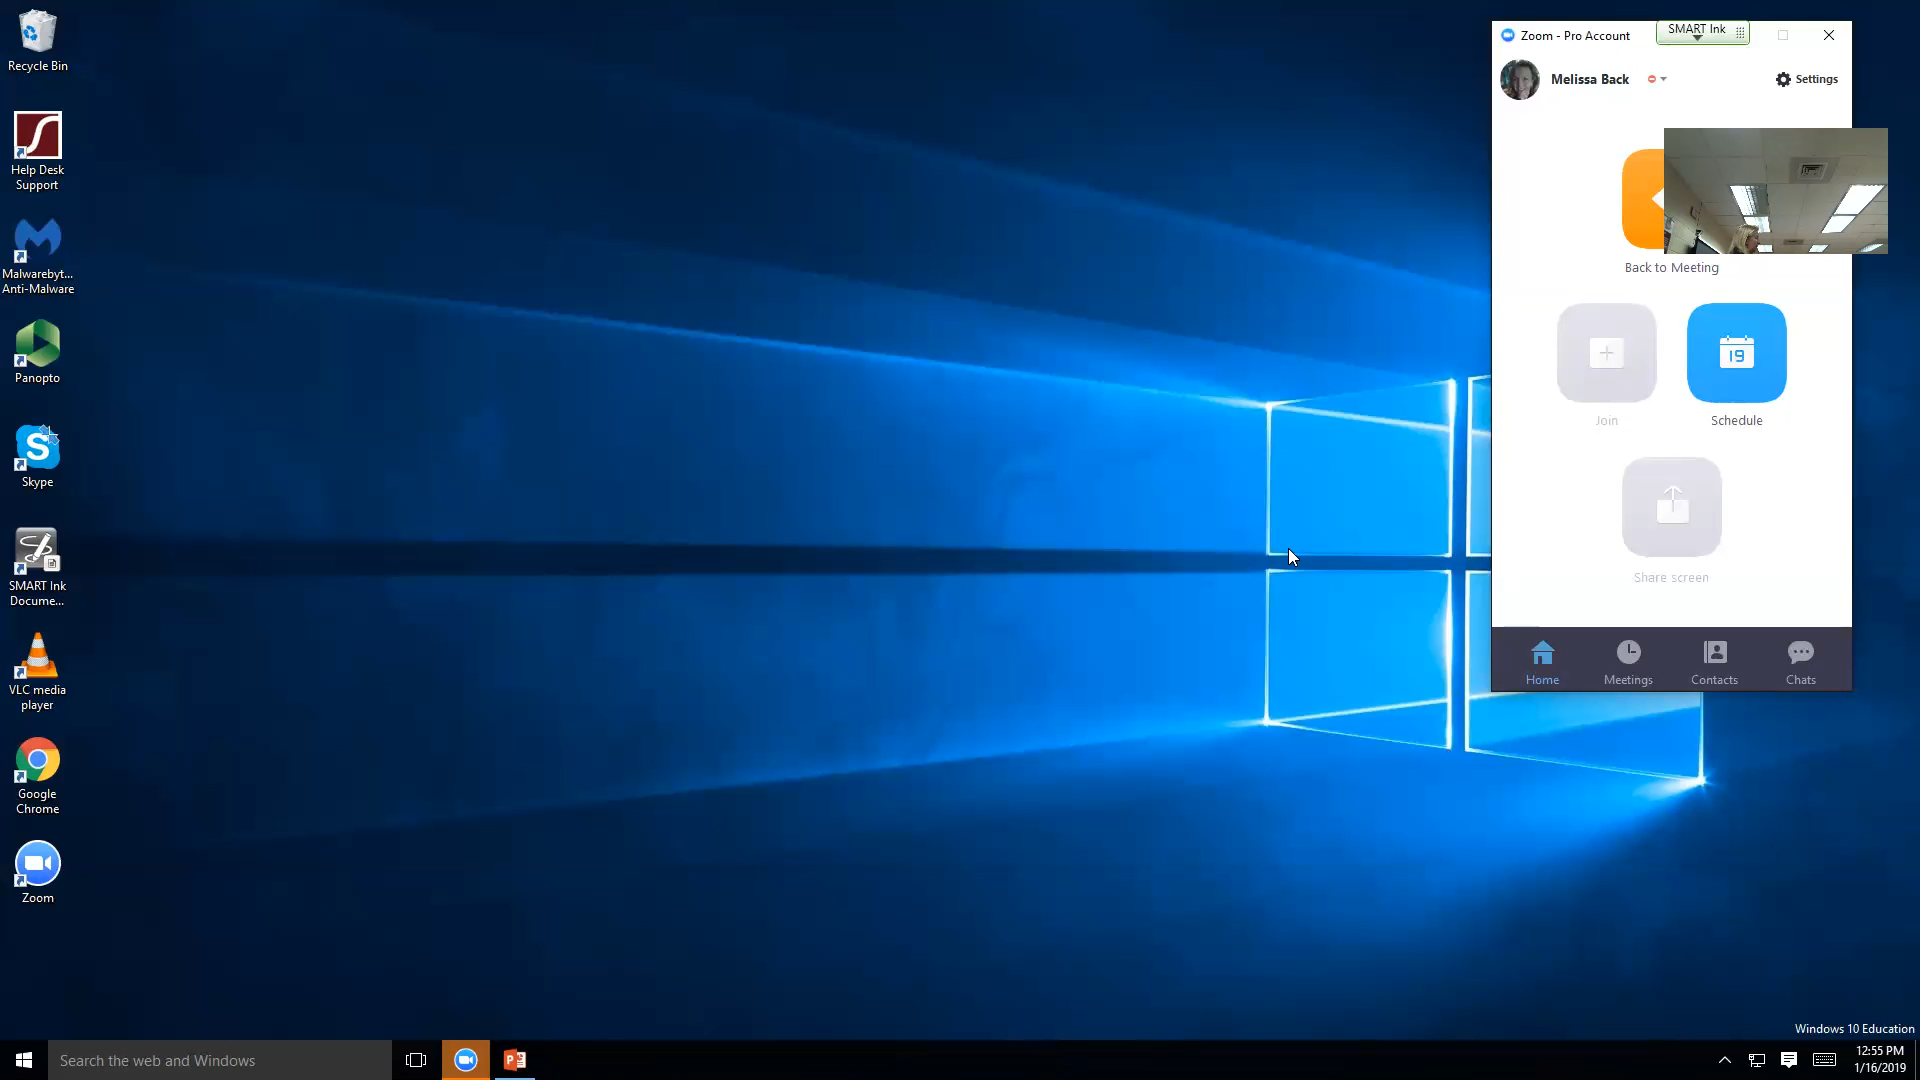 Recycle Bin
Help Desk
Support
Malwarebyt...
Anti-Malware
Panopto
S
Skype
SMART Ink
Docume...
VLC media
player
Google
Chrome
Zoom
Zoom - Pro Account
SMART Ink
Melissa Back
Settings
Back to Meeting
19
Join
Schedule
Share screen
Home
Meetings
Contacts
Chats
Windows 10 Education
Search the web and Windows
P
12:55 PM
1/16/2019